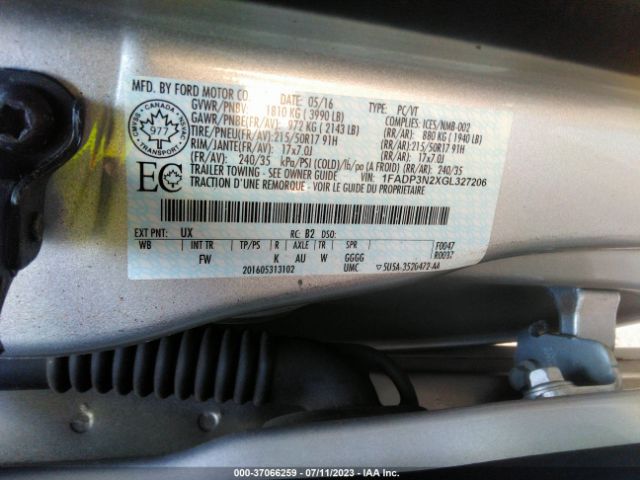 MFD. BY FORD MOTOR CO.
DATE: 05/16 TYPE: PC/VT
GVWR/PNBV: 1810 KG ( 3990 LB) COMPLIES: ICES/NMB-002
GAWR/PNBE(FR/AV): 972 KG ( 2143 LB) (RR/AR): 880 KG ( 1940 LB)
TIRE/PNEU(FR/AV): 215/50R17 91H (RR/AR): 215/50R17 91H
RIM/JANTE(FR/AV): 17x7.0J (RR/AR): 17x7.0J
(FR/AV): 240/35 kPa/PSI (COLD)/lb/po (A FROID) (RR/AR): 240/35
TRAILER TOWING - SEE OWNER GUIDE VIN: 1FADP3N2XGL327206
TRACTION D'UNE REMORQUE - VOIR LE GUIDE DU PROPRIETAIRE
CANADA
977
TRANSPORT
EC
EXT PNT: UX RC: B2 DSO:
WB INT TR TP/PS R AXLE TR SPR F0047
FW K AU W GGGG R0037
201605313102 UMC ▽5U5A-3520472-AA
000-37066259 - 07/11/2023 - IAA Inc.